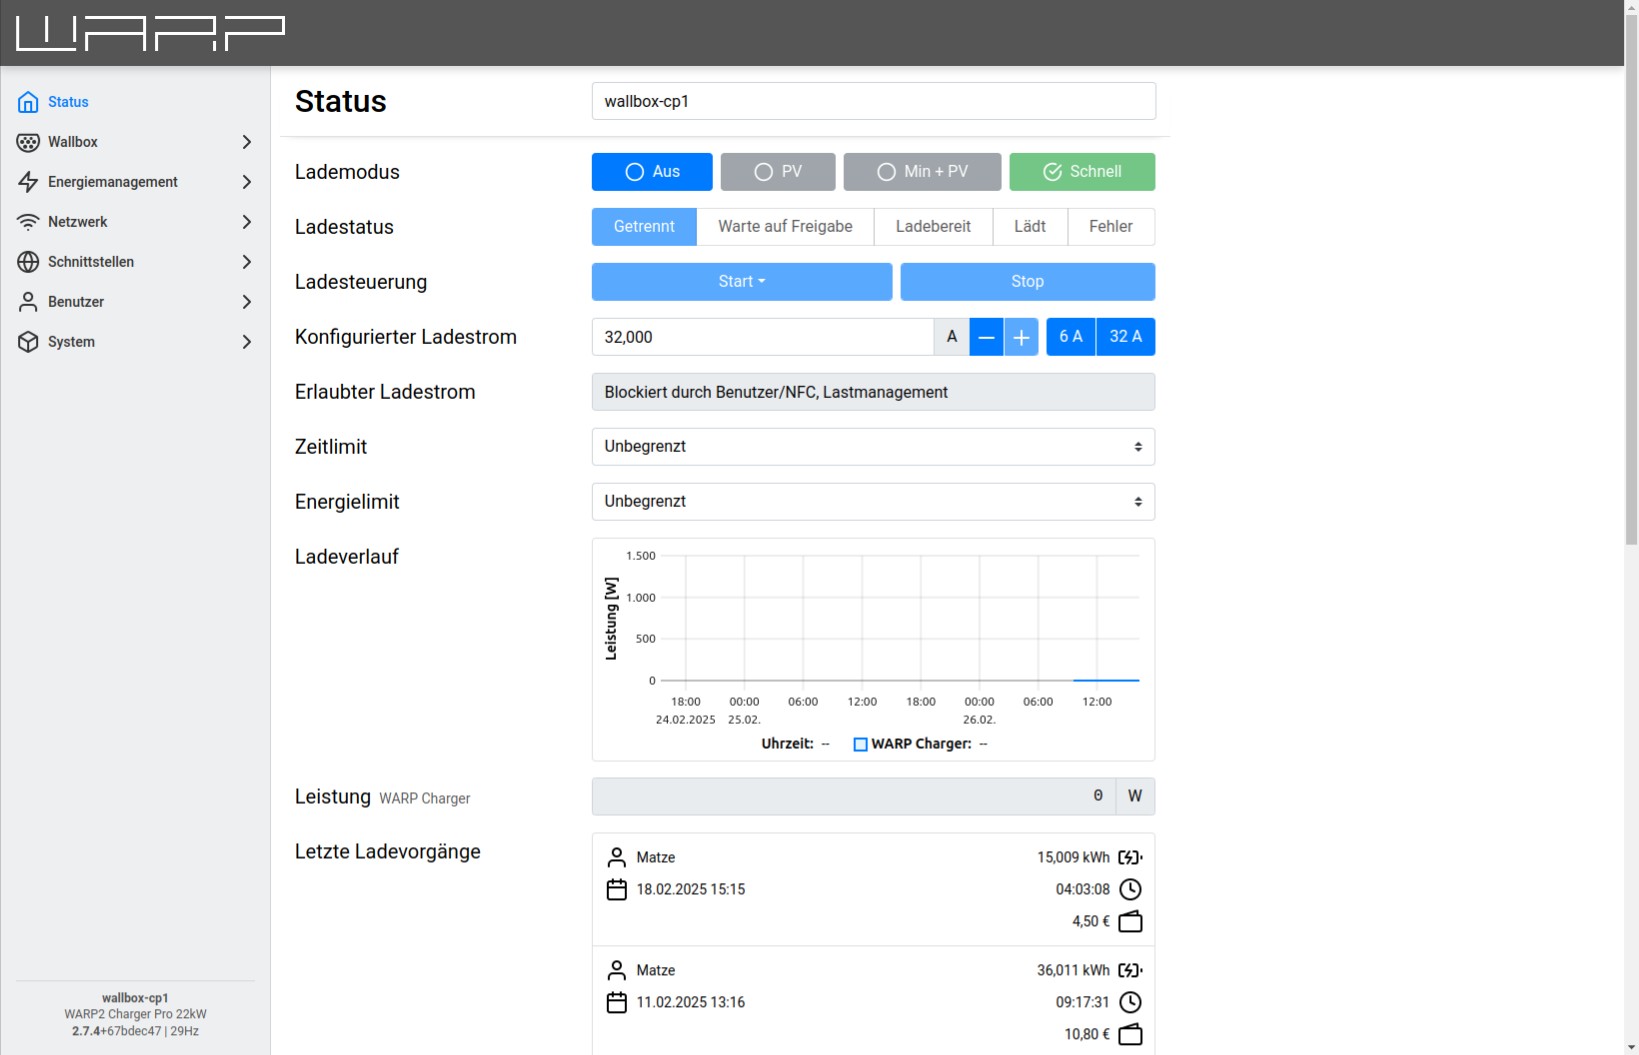 WARP
Status
Wallbox
Energiemanagement
Netzwerk
Schnittstellen
Benutzer
System
wallbox-cp1
WARP2 Charger Pro 22kW
2.7.4+67bdec47 | 29Hz
Status
wallbox-cp1
Lademodus
Aus PV Min + PV Schnell
Ladestatus
Getrennt Warte auf Freigabe Ladebereit Lädt Fehler
Ladesteuerung
Start Stop
Konfigurierter Ladestrom
32,000 A 6 A 32 A
Erlaubter Ladestrom
Blockiert durch Benutzer/NFC, Lastmanagement
Zeitlimit
Unbegrenzt
Energielimit
Unbegrenzt
Ladeverlauf
Leistung [W]
1.500
1.000
500
0
18:00 00:00 06:00 12:00 18:00 00:00 06:00 12:00
24.02.2025 25.02. 26.02.
Uhrzeit: -- WARP Charger: --
Leistung WARP Charger
0 W
Letzte Ladevorgänge
Matze 15,009 kWh
18.02.2025 15:15 04:03:08
4,50 €
Matze 36,011 kWh
11.02.2025 13:16 09:17:31
10,80 €